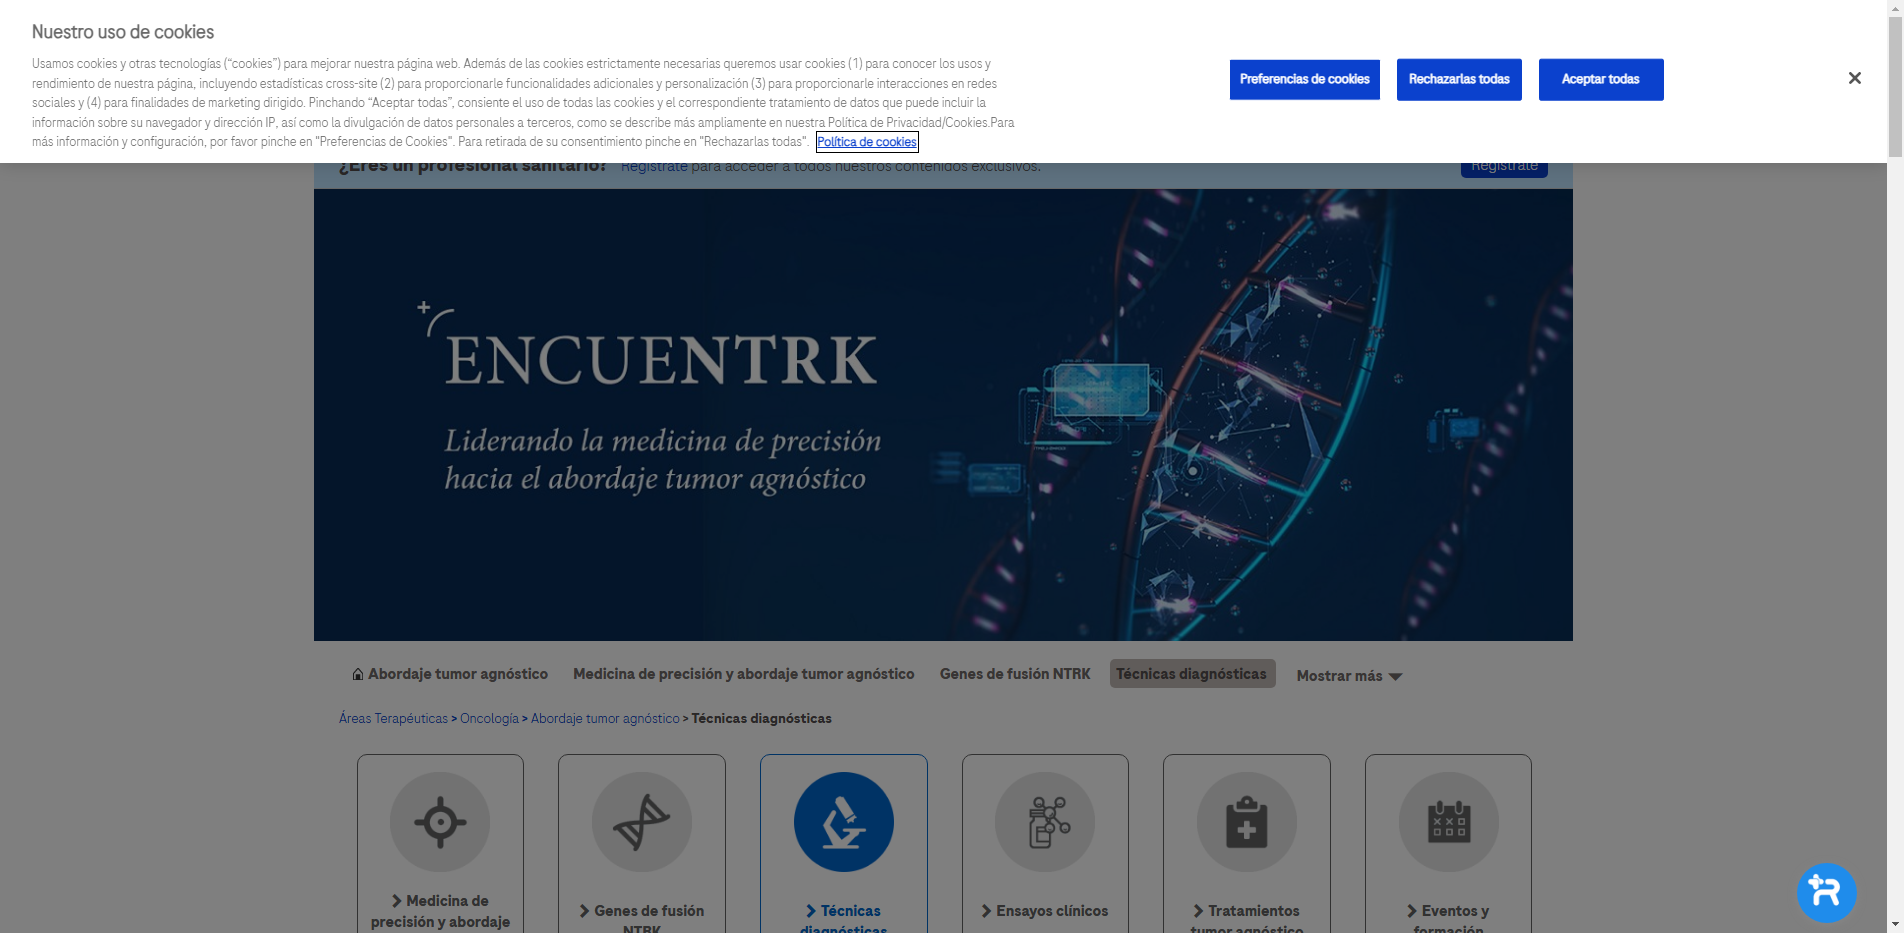 Nuestro uso de cookies
Usamos cookies y otras tecnologías (“cookies”) para mejorar nuestra página web. Además de las cookies estrictamente necesarias queremos usar cookies (1) para conocer los usos y
rendimiento de nuestra página, incluyendo estadísticas cross-site (2) para proporcionarle funcionalidades adicionales y personalización (3) para proporcionarle interacciones en redes
sociales y (4) para finalidades de marketing dirigido. Pinchando “Aceptar todas”, consiente el uso de todas las cookies y el correspondiente tratamiento de datos que puede incluir la
información sobre su navegador y dirección IP, así como la divulgación de datos personales a terceros, como se describe más ampliamente en nuestra Política de Privacidad/Cookies.Para
más información y configuración, por favor pinche en "Preferencias de Cookies". Para retirada de su consentimiento pinche en "Rechazarlas todas". Política de cookies
Preferencias de cookies
Rechazarlas todas
Aceptar todas
¿Eres un profesional sanitario? Regístrate para acceder a todos nuestros contenidos exclusivos.
Regístrate
ENCUENTRK
Liderando la medicina de precisión
hacia el abordaje tumor agnóstico
Abordaje tumor agnóstico
Medicina de precisión y abordaje tumor agnóstico
Genes de fusión NTRK
Técnicas diagnósticas
Mostrar más
Áreas Terapéuticas > Oncología > Abordaje tumor agnóstico > Técnicas diagnósticas
Medicina de
precisión y abordaje
Genes de fusión
NTRK
Técnicas
diagnósticas
Ensayos clínicos
Tratamientos
tumor agnóstico
Eventos y
formación